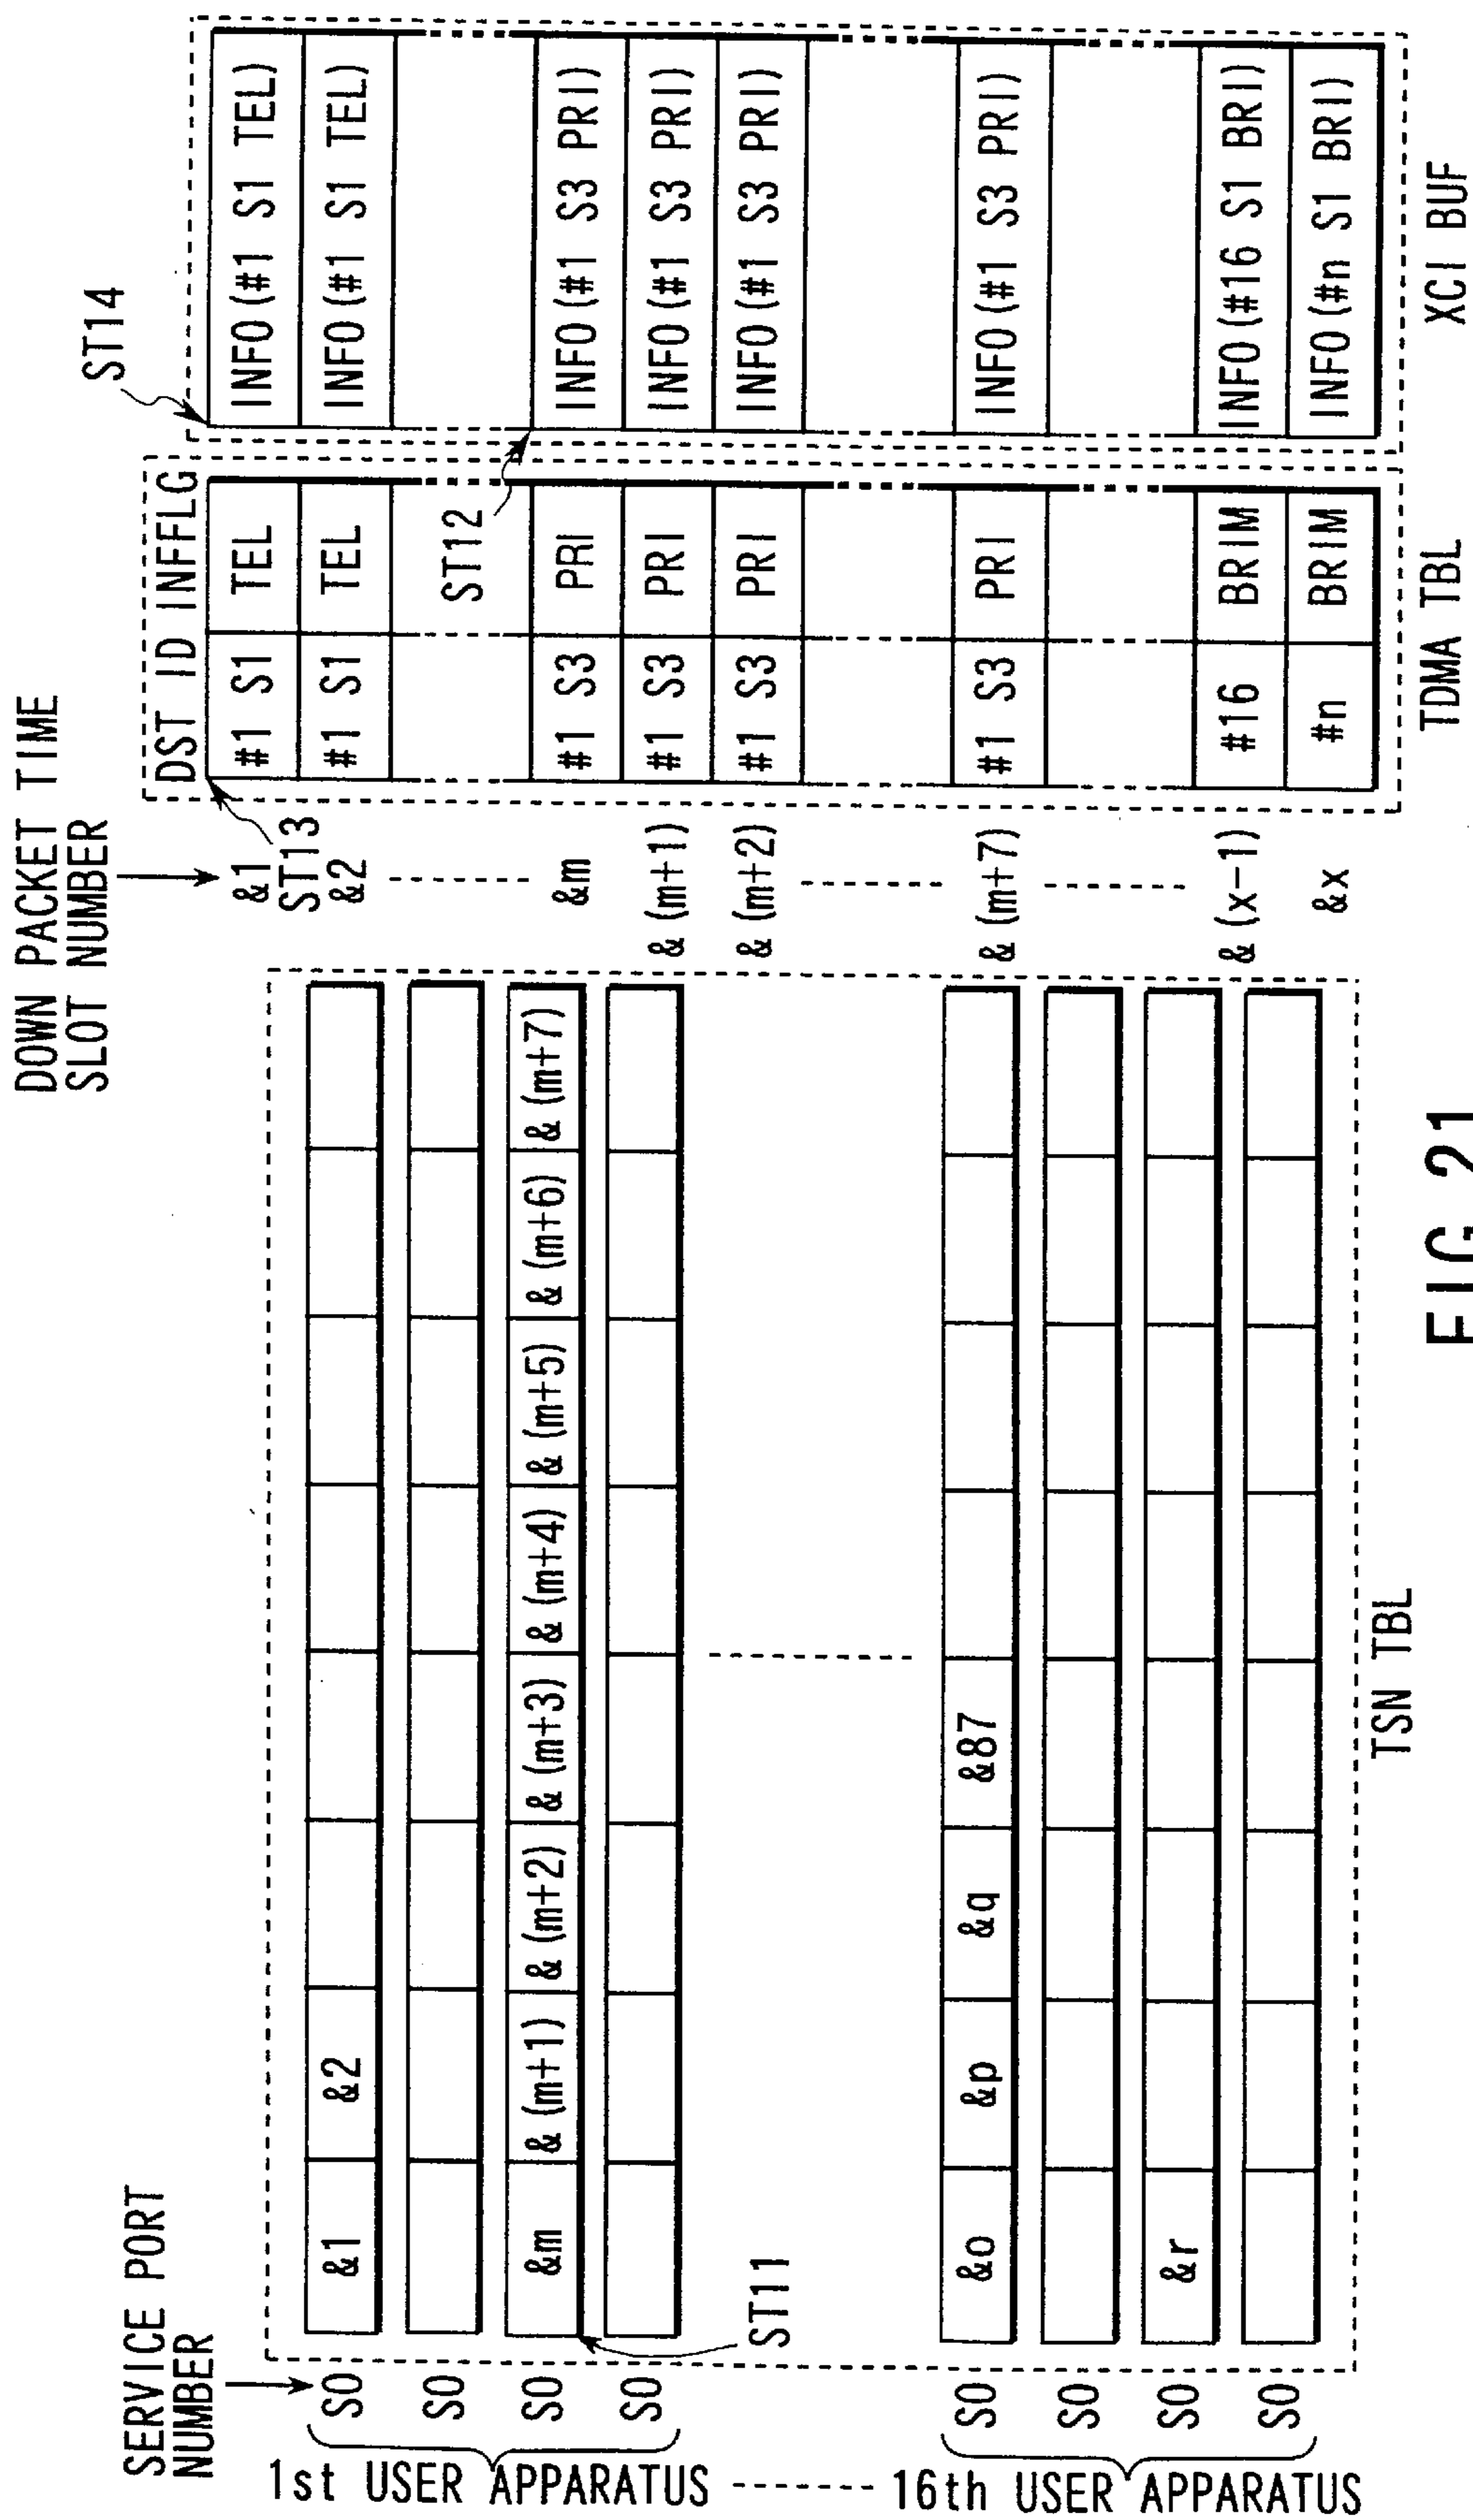 SERVICE PORT
NUMBER
DOWN PACKET TIME
SLOT NUMBER
ST14
DST ID INFFLG
1st USER APPARATUS
S0 &1 &2
S0
S0 &m &(m+1) &(m+2) &(m+3) &(m+4) &(m+5) &(m+6) &(m+7)
S0
ST11
16th USER APPARATUS
S0 &o &p &q &87
S0
S0 &r
S0
TSN TBL
&1 #1 S1 TEL INFO(#1 S1 TEL)
ST13
&2 #1 S1 TEL INFO(#1 S1 TEL)
ST12
&m #1 S3 PRI INFO(#1 S3 PRI)
&(m+1) #1 S3 PRI INFO(#1 S3 PRI)
&(m+2) #1 S3 PRI INFO(#1 S3 PRI)
&(m+7) #1 S3 PRI INFO(#1 S3 PRI)
&(x-1) #16 BRIM INFO(#16 S1 BRI)
&x #n BRIM INFO(#n S1 BRI)
TDMA TBL
XCI BUF
FIG. 21